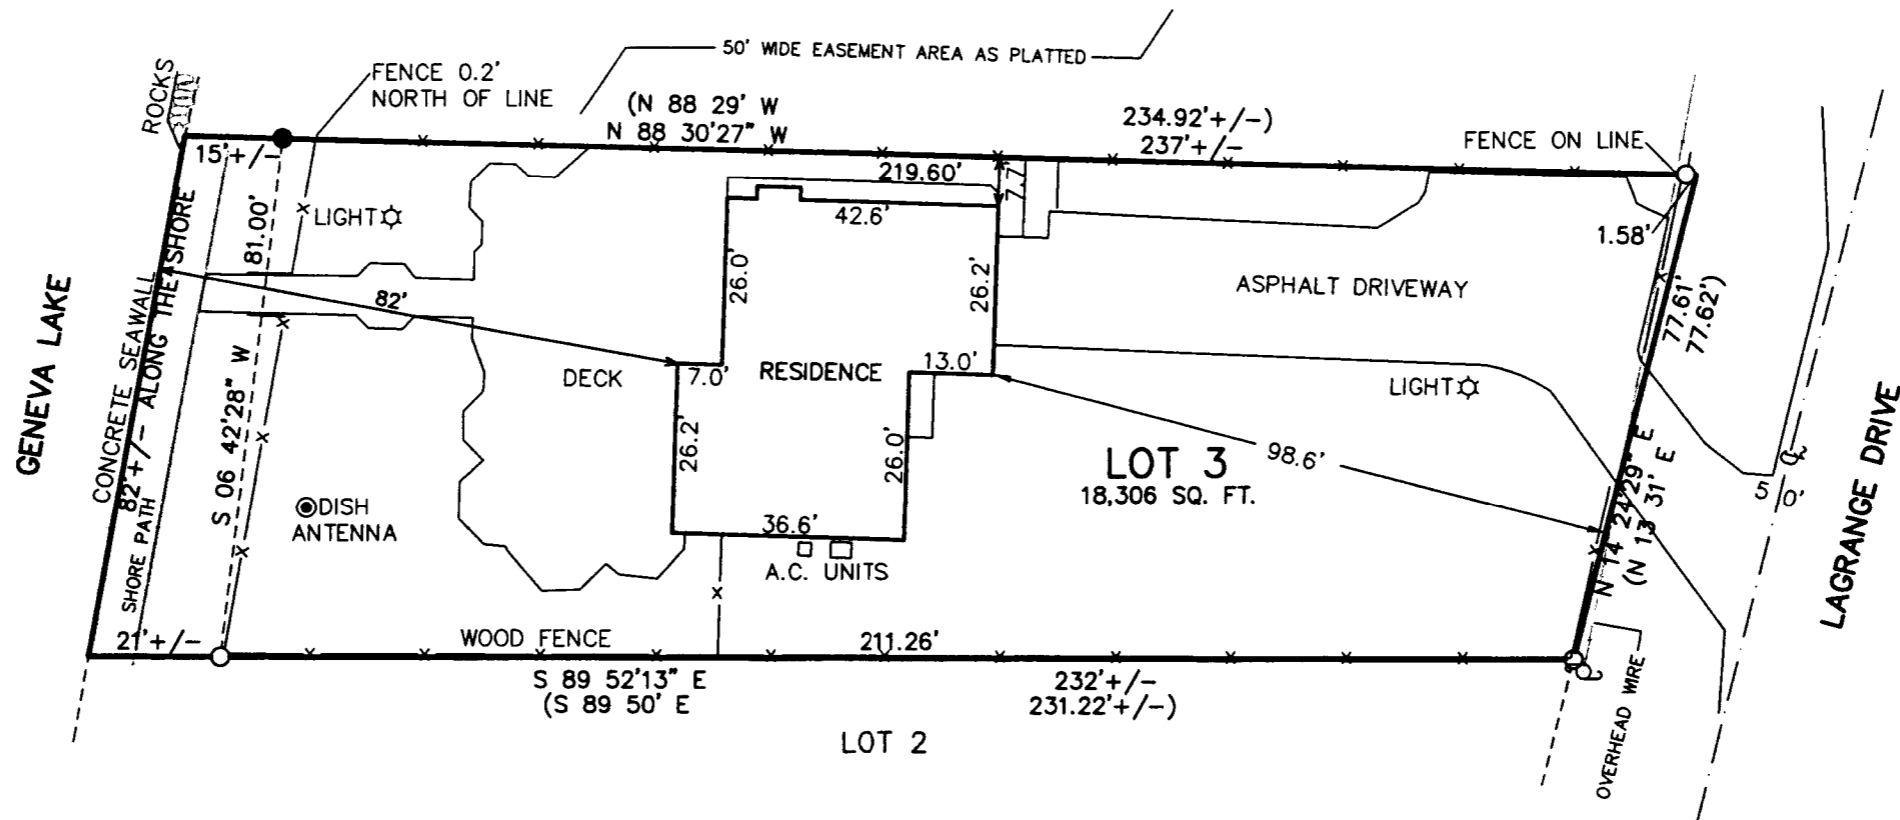 50' WIDE EASEMENT AREA AS PLATTED
ROCKS
FENCE 0.2'
NORTH OF LINE
(N 88 29' W
N 88 30'27" W
234.92'+/-)
237'+/-
FENCE ON LINE
15'+/-
219.60'
7.7'
42.6'
1.58'
LIGHT
81.00'
26.0'
26.2'
ASPHALT DRIVEWAY
77.61'
77.62')
GENEVA LAKE
CONCRETE SEAWALL
82'+/- ALONG THE SHORE
SHORE PATH
S 06 42'28" W
82'
DECK
7.0'
RESIDENCE
13.0'
LIGHT
26.2'
26.0'
LOT 3
18,306 SQ. FT.
98.6'
N 14 24'29" E
(N 13 31' E
50'
LAGRANGE DRIVE
DISH
ANTENNA
36.6'
A.C. UNITS
21'+/-
WOOD FENCE
211.26'
S 89 52'13" E
(S 89 50' E
232'+/-
231.22'+/-)
OVERHEAD WIRE
LOT 2